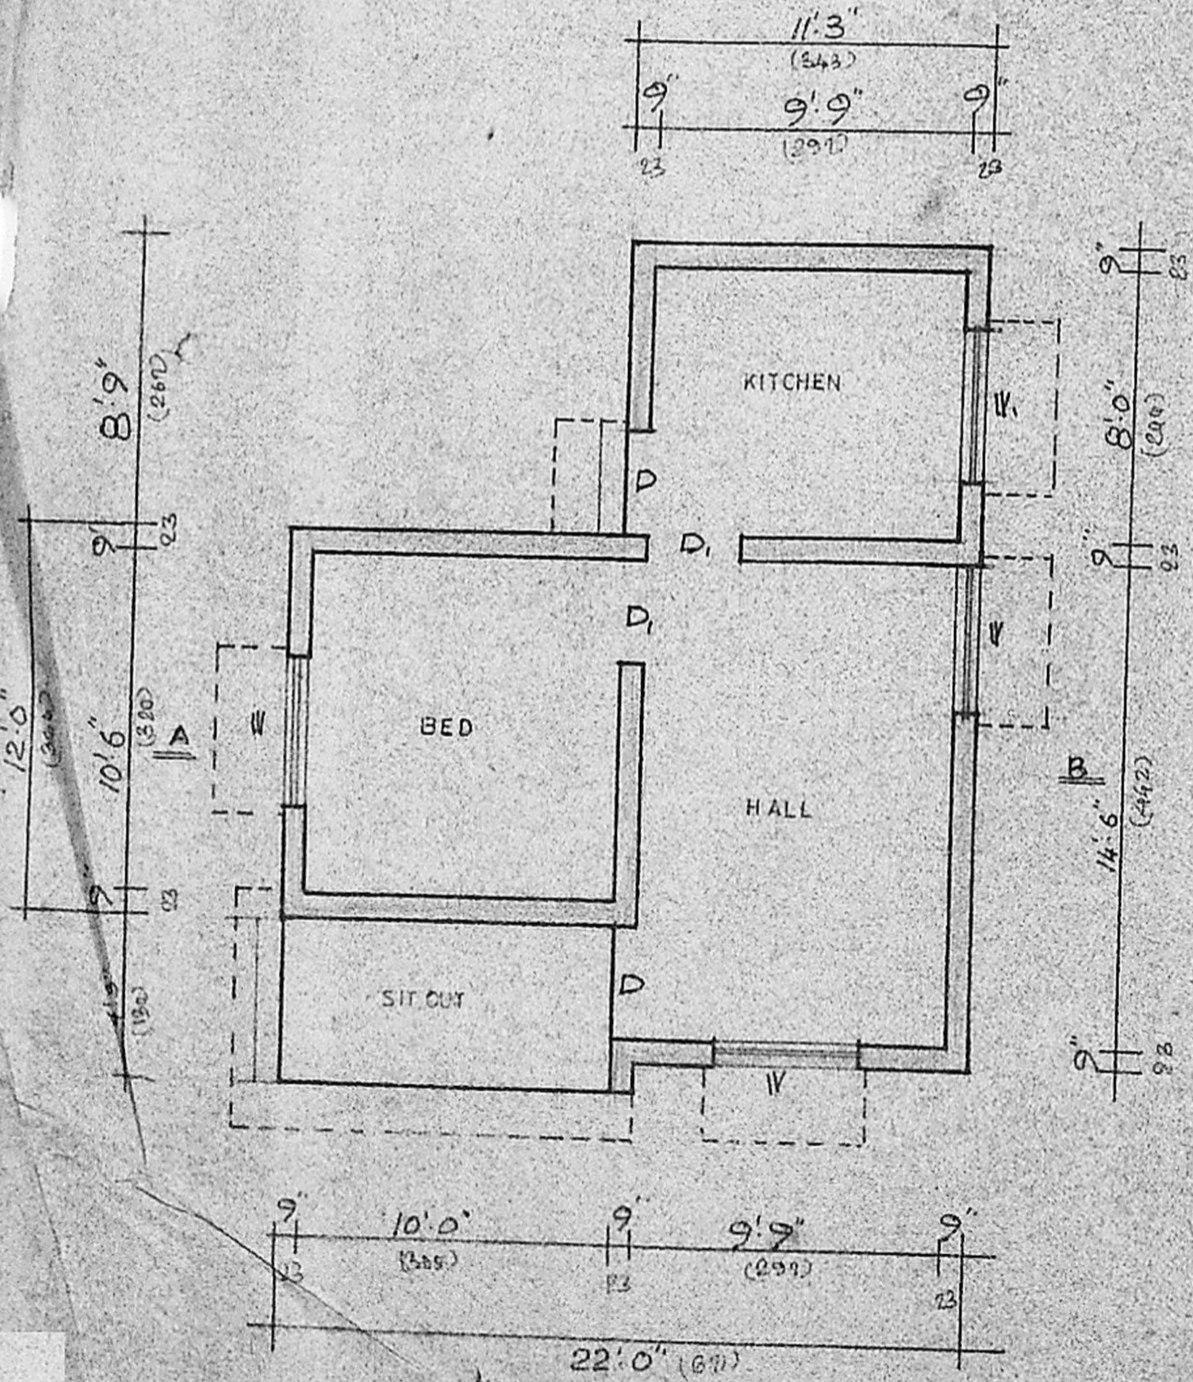 11'.3"
(343)
9" 9'.9" 9"
23 (297) 23
9" 23
8'.9" (267)
KITCHEN
W1
8'.0" (244)
D
9" 23
D1
9" 23
D1
W
12'.0"
10'.6" (320)
A
W
BED
HALL
B
14'.6" (442)
9" 23
SIT OUT
D
W
9" 23
9" 10'.0" 9" 9'.9" 9"
(305) 23 (297) 23
22'.0" (671)